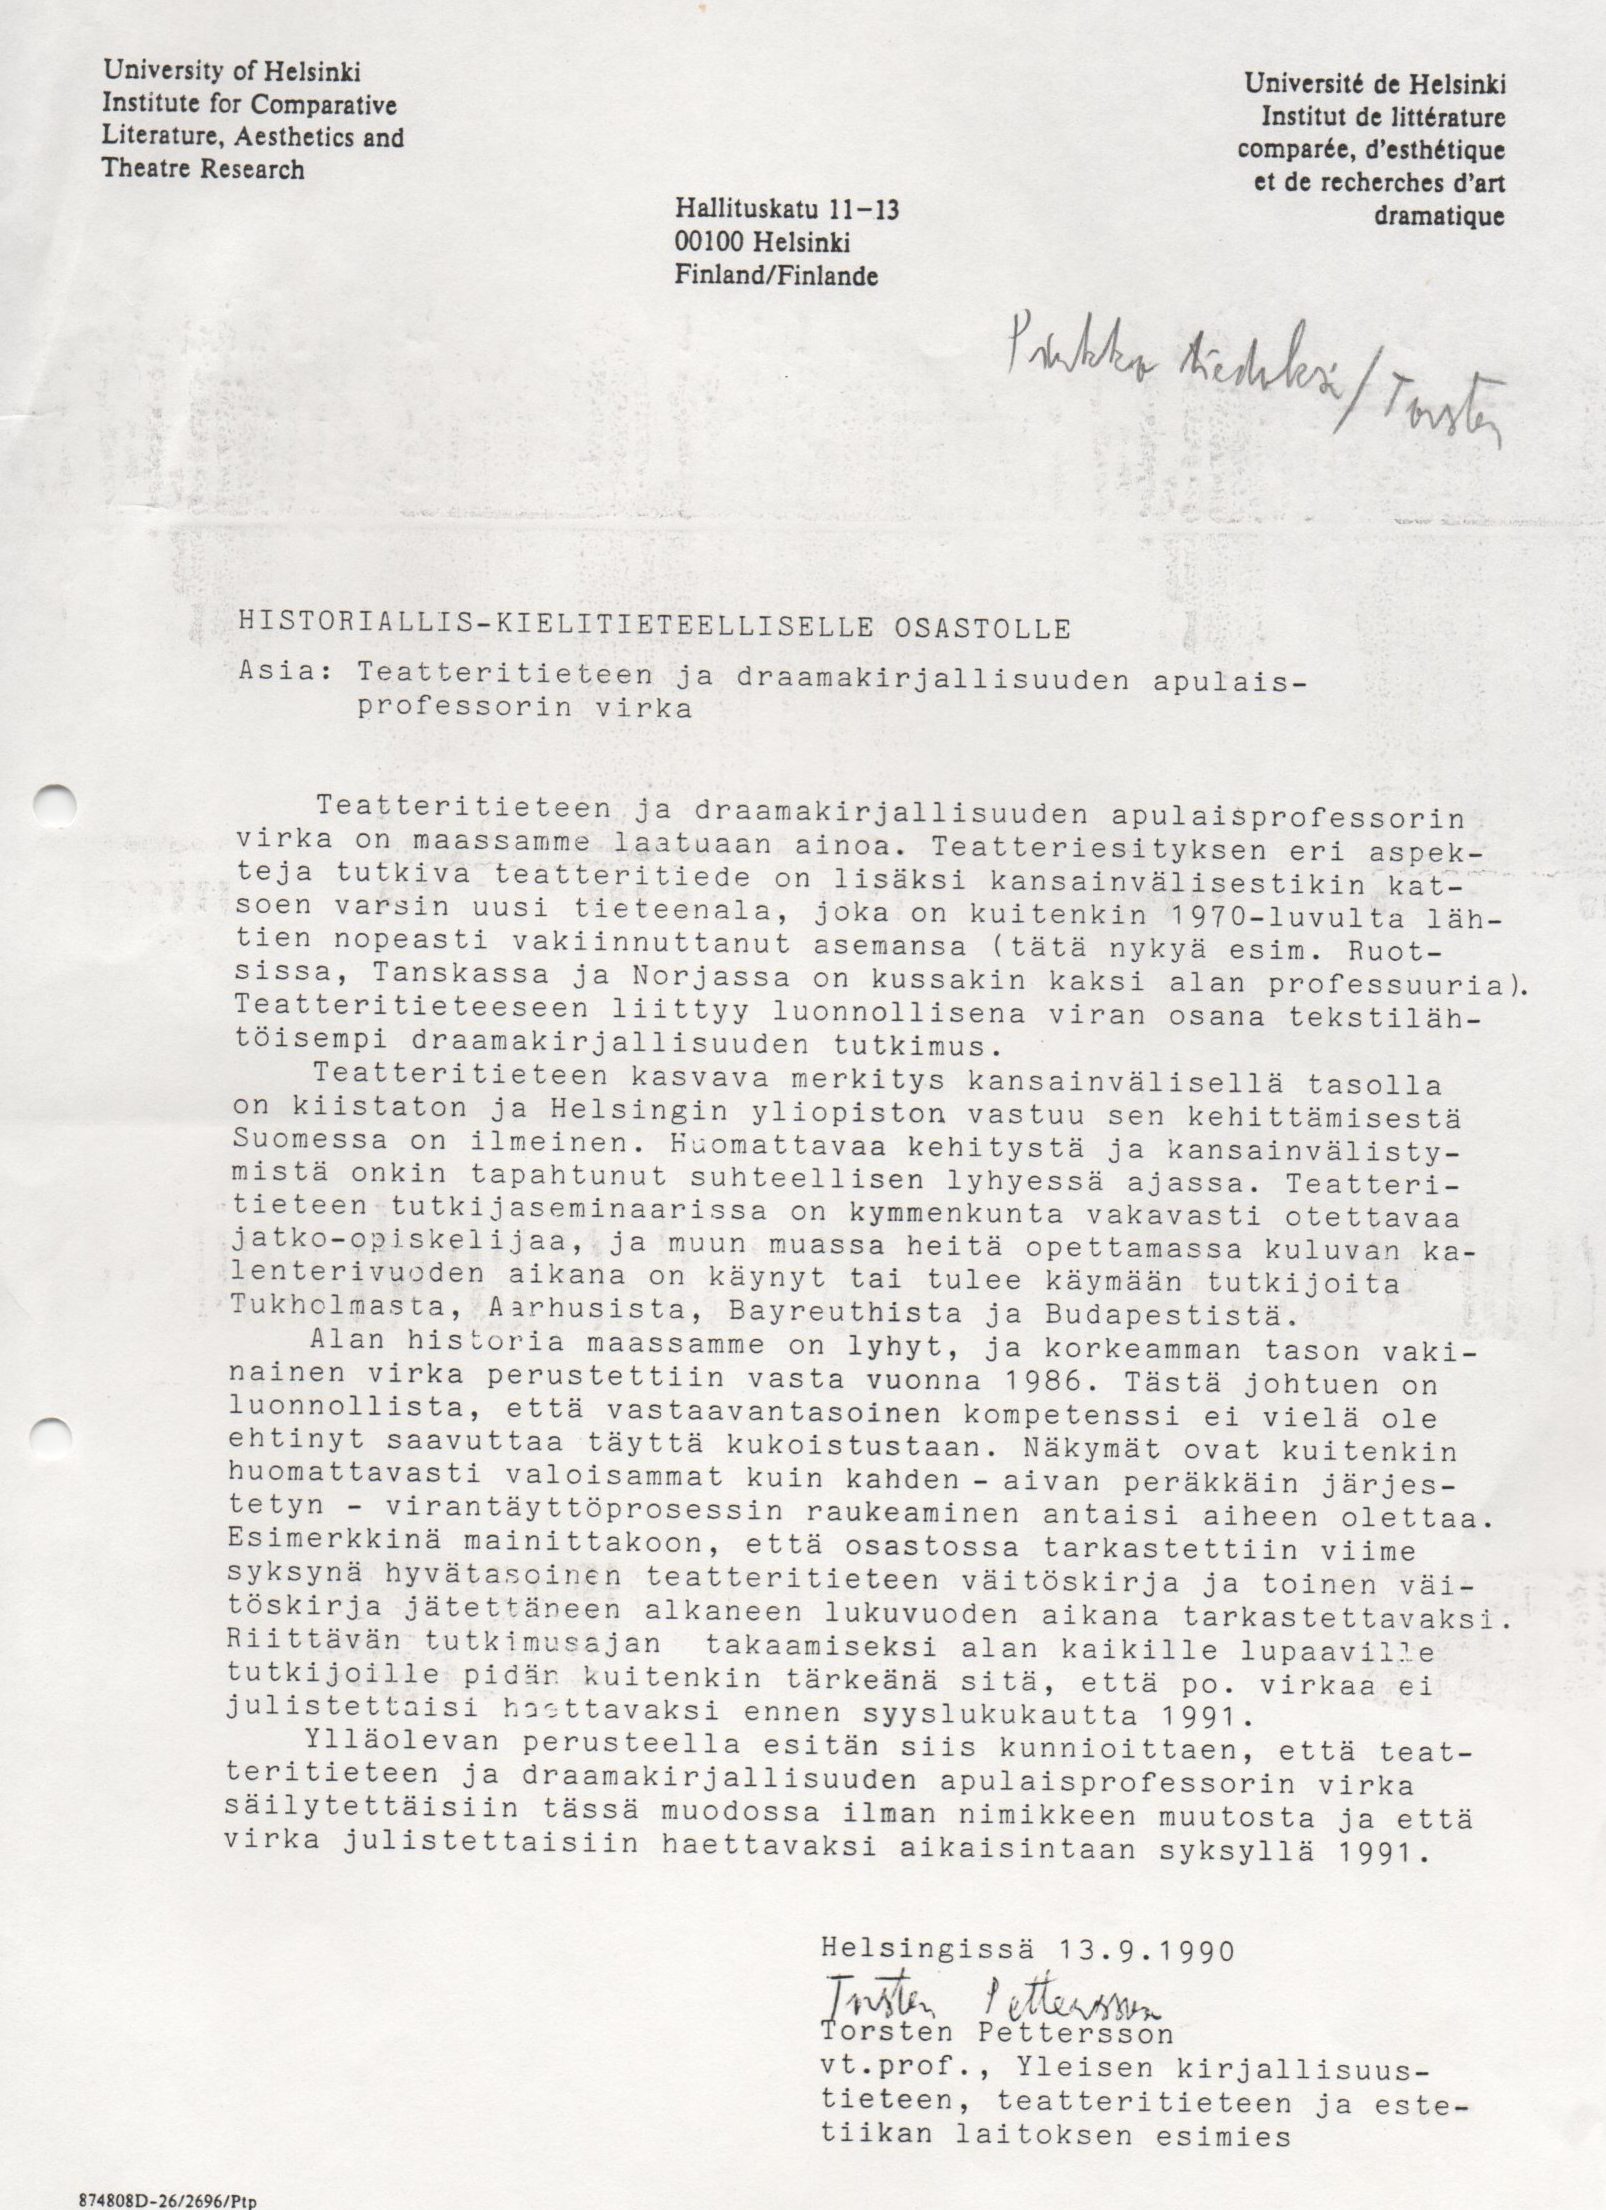 University of Helsinki
Institute for Comparative
Literature, Aesthetics and
Theatre Research
Université de Helsinki
Institut de littérature
comparée, d'esthétique
et de recherches d'art
dramatique
Hallituskatu 11-13
00100 Helsinki
Finland/Finlande
Pirkko tiedoksi/Torsten
HISTORIALLIS-KIELITIETEELLISELLE OSASTOLLE
Asia: Teatteritieteen ja draamakirjallisuuden apulais-
professorin virka
Teatteritieteen ja draamakirjallisuuden apulaisprofessorin
virka on maassamme laatuaan ainoa. Teatteriesityksen eri aspek-
teja tutkiva teatteritiede on lisäksi kansainvälisestikin kat-
soen varsin uusi tieteenala, joka on kuitenkin 1970-luvulta läh-
tien nopeasti vakiinnuttanut asemansa (tätä nykyä esim. Ruot-
sissa, Tanskassa ja Norjassa on kussakin kaksi alan professuuria).
Teatteritieteeseen liittyy luonnollisena viran osana tekstiläh-
töisempi draamakirjallisuuden tutkimus.
Teatteritieteen kasvava merkitys kansainvälisellä tasolla
on kiistaton ja Helsingin yliopiston vastuu sen kehittämisestä
Suomessa on ilmeinen. Huomattavaa kehitystä ja kansainvälisty-
mistä onkin tapahtunut suhteellisen lyhyessä ajassa. Teatteri-
tieteen tutkijaseminaarissa on kymmenkunta vakavasti otettavaa
jatko-opiskelijaa, ja muun muassa heitä opettamassa kuluvan ka-
lenterivuoden aikana on käynyt tai tulee käymään tutkijoita
Tukholmasta, Aarhusista, Bayreuthista ja Budapestistä.
Alan historia maassamme on lyhyt, ja korkeamman tason vaki-
nainen virka perustettiin vasta vuonna 1986. Tästä johtuen on
luonnollista, että vastaavantasoinen kompetenssi ei vielä ole
ehtinyt saavuttaa täyttä kukoistustaan. Näkymät ovat kuitenkin
huomattavasti valoisammat kuin kahden - aivan peräkkäin järjes-
tetyn - virantäyttöprosessin raukeaminen antaisi aiheen olettaa.
Esimerkkinä mainittakoon, että osastossa tarkastettiin viime
syksynä hyvätasoinen teatteritieteen väitöskirja ja toinen väi-
töskirja jätettäneen alkaneen lukuvuoden aikana tarkastettavaksi.
Riittävän tutkimusajan takaamiseksi alan kaikille lupaaville
tutkijoille pidän kuitenkin tärkeänä sitä, että po. virkaa ei
julistettaisi haettavaksi ennen syyslukukautta 1991.
Ylläolevan perusteella esitän siis kunnioittaen, että teat-
teritieteen ja draamakirjallisuuden apulaisprofessorin virka
säilytettäisiin tässä muodossa ilman nimikkeen muutosta ja että
virka julistettaisiin haettavaksi aikaisintaan syksyllä 1991.
Helsingissä 13.9.1990
Torsten Pettersson
Torsten Pettersson
vt.prof., Yleisen kirjallisuus-
tieteen, teatteritieteen ja este-
tiikan laitoksen esimies
874808D-26/2696/Ptp